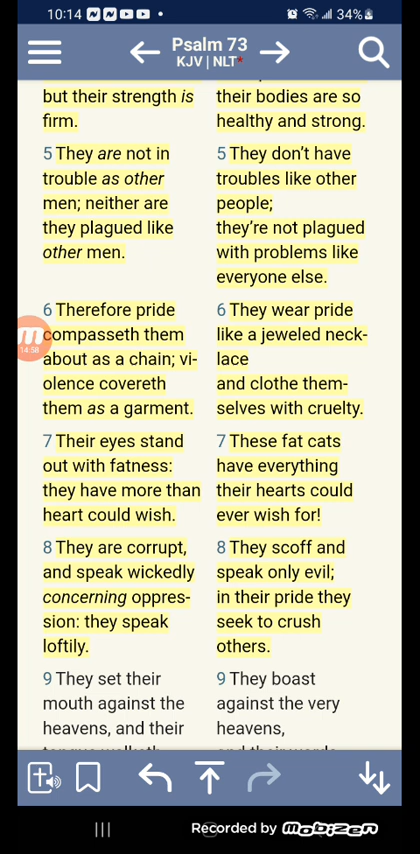 10:14
34%
Psalm 73
KJV | NLT*
but their strength is
firm.
5 They are not in
trouble as other
men; neither are
they plagued like
other men.
6 Therefore pride
compasseth them
about as a chain; vi-
olence covereth
them as a garment.
7 Their eyes stand
out with fatness:
they have more than
heart could wish.
8 They are corrupt,
and speak wickedly
concerning oppres-
sion: they speak
loftily.
9 They set their
mouth against the
heavens, and their
their bodies are so
healthy and strong.
5 They don’t have
troubles like other
people;
they’re not plagued
with problems like
everyone else.
6 They wear pride
like a jeweled neck-
lace
and clothe them-
selves with cruelty.
7 These fat cats
have everything
their hearts could
ever wish for!
8 They scoff and
speak only evil;
in their pride they
seek to crush
others.
9 They boast
against the very
heavens,
14:58
Recorded by Mobizen